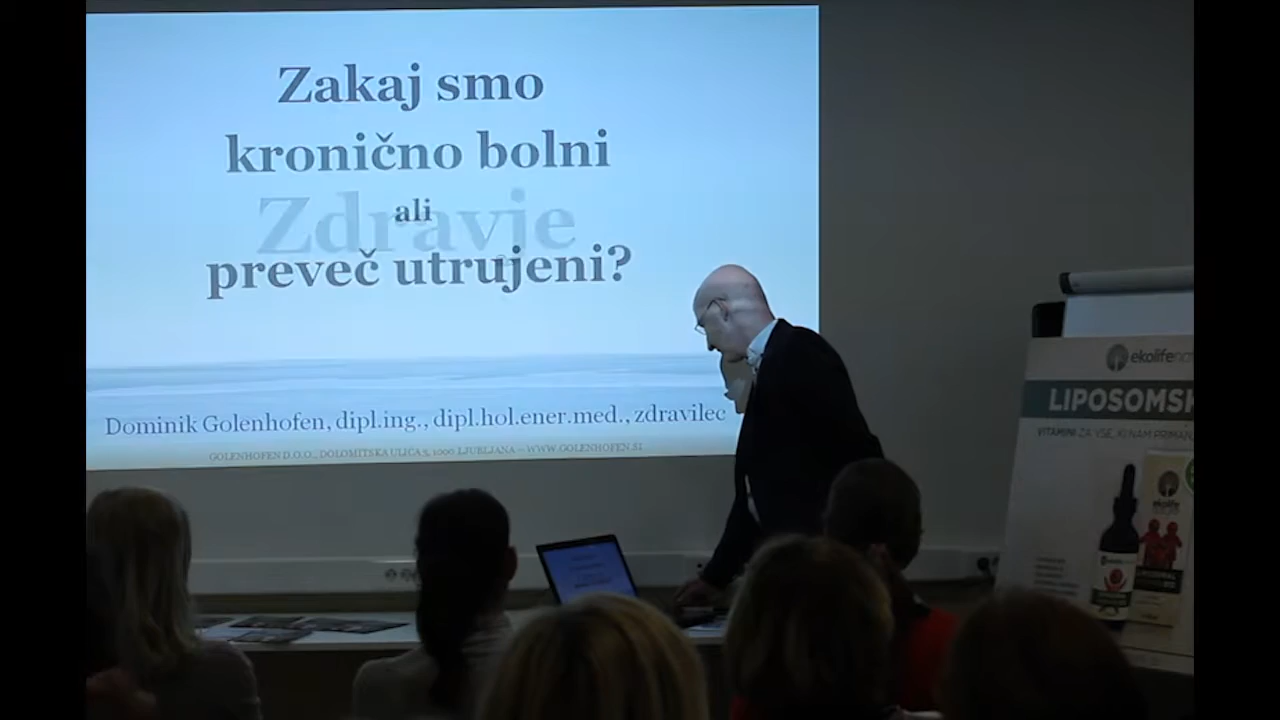 Zakaj smo
kronično bolni
Zdravje
ali
preveč utrujeni?
Dominik Golenhofen, dipl.ing., dipl.hol.ener.med., zdravilec
GOLENHOFEN D.O.O., DOLOMITSKA ULICA 5, 1000 LJUBLJANA – WWW.GOLENHOFEN.SI
ekolife
LIPOSOMSK
VITAMINI ZA VSE, KI NAM PRIMAN
ekolife